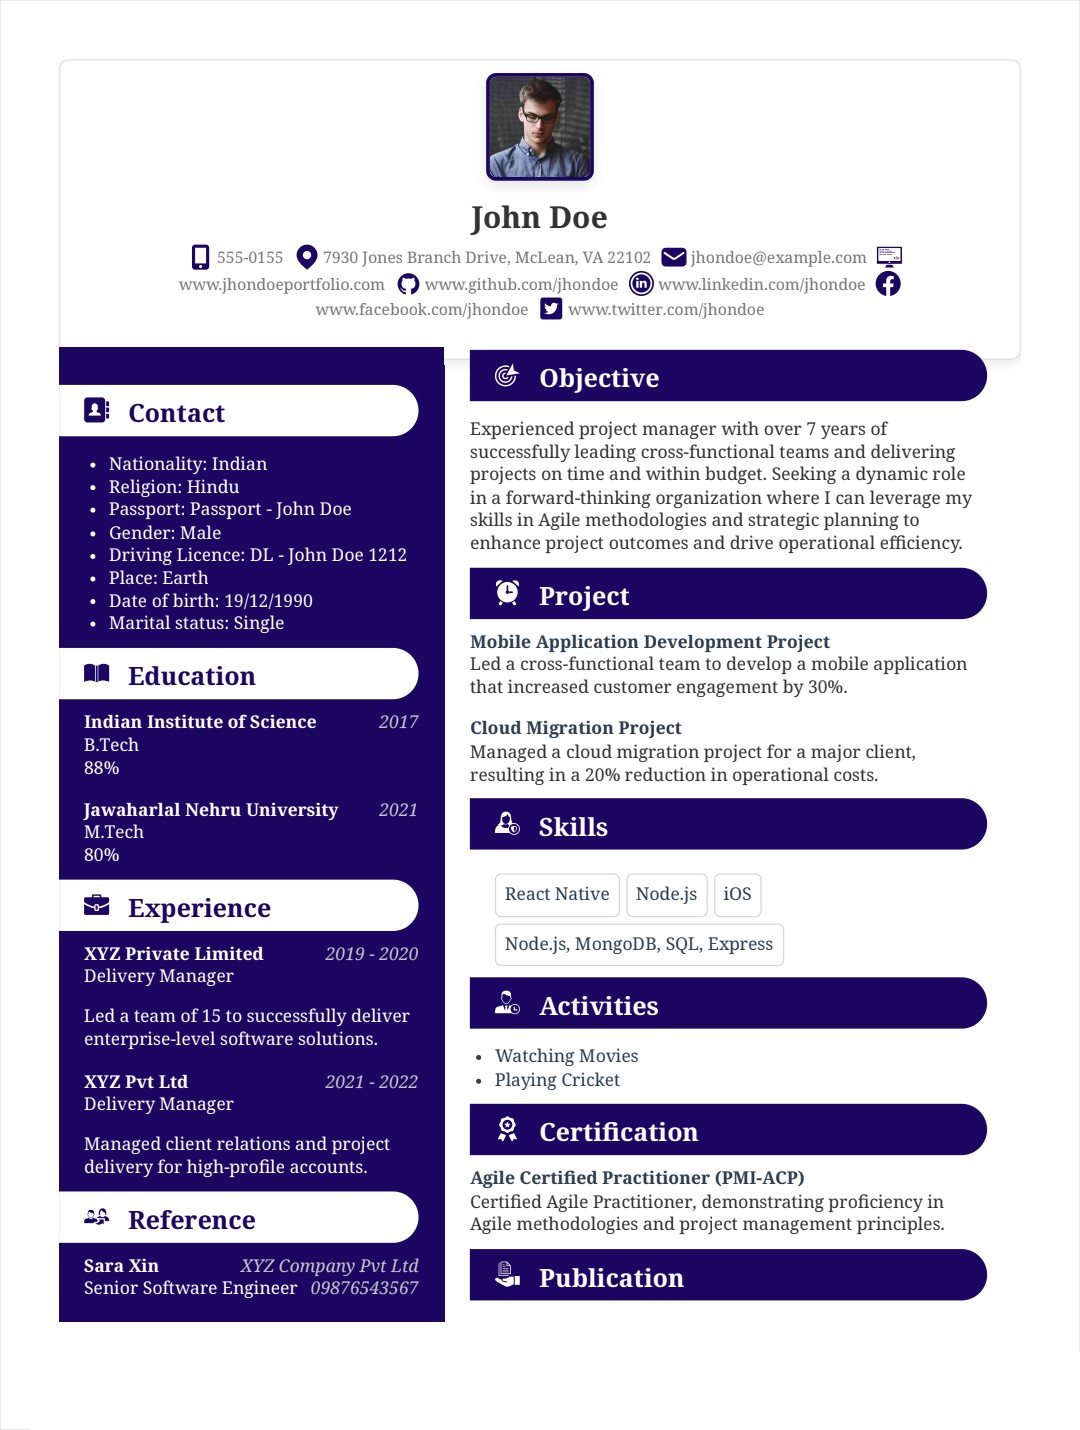 John Doe
555-0155 7930 Jones Branch Drive, McLean, VA 22102 jhondoe@example.com
www.jhondoeportfolio.com www.github.com/jhondoe www.linkedin.com/jhondoe
www.facebook.com/jhondoe www.twitter.com/jhondoe
Contact
• Nationality: Indian
• Religion: Hindu
• Passport: Passport - John Doe
• Gender: Male
• Driving Licence: DL - John Doe 1212
• Place: Earth
• Date of birth: 19/12/1990
• Marital status: Single
Education
Indian Institute of Science 2017
B.Tech
88%
Jawaharlal Nehru University 2021
M.Tech
80%
Experience
XYZ Private Limited 2019 - 2020
Delivery Manager
Led a team of 15 to successfully deliver
enterprise-level software solutions.
XYZ Pvt Ltd 2021 - 2022
Delivery Manager
Managed client relations and project
delivery for high-profile accounts.
Reference
Sara Xin XYZ Company Pvt Ltd
Senior Software Engineer 09876543567
Objective
Experienced project manager with over 7 years of
successfully leading cross-functional teams and delivering
projects on time and within budget. Seeking a dynamic role
in a forward-thinking organization where I can leverage my
skills in Agile methodologies and strategic planning to
enhance project outcomes and drive operational efficiency.
Project
Mobile Application Development Project
Led a cross-functional team to develop a mobile application
that increased customer engagement by 30%.
Cloud Migration Project
Managed a cloud migration project for a major client,
resulting in a 20% reduction in operational costs.
Skills
React Native Node.js iOS
Node.js, MongoDB, SQL, Express
Activities
• Watching Movies
• Playing Cricket
Certification
Agile Certified Practitioner (PMI-ACP)
Certified Agile Practitioner, demonstrating proficiency in
Agile methodologies and project management principles.
Publication